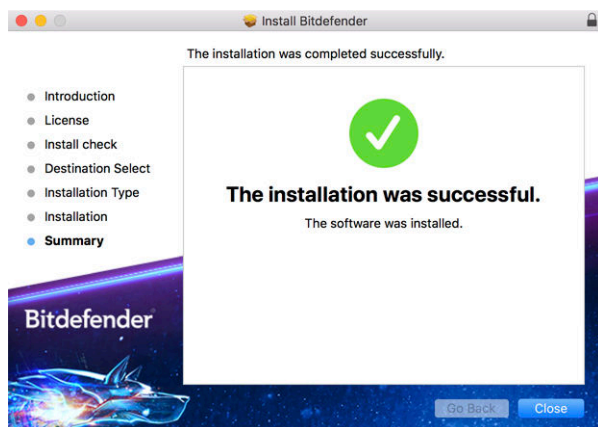 Install Bitdefender
The installation was completed successfully.
Introduction
License
Install check
Destination Select
Installation Type
Installation
Summary
The installation was successful.
The software was installed.
Bitdefender
Go Back
Close